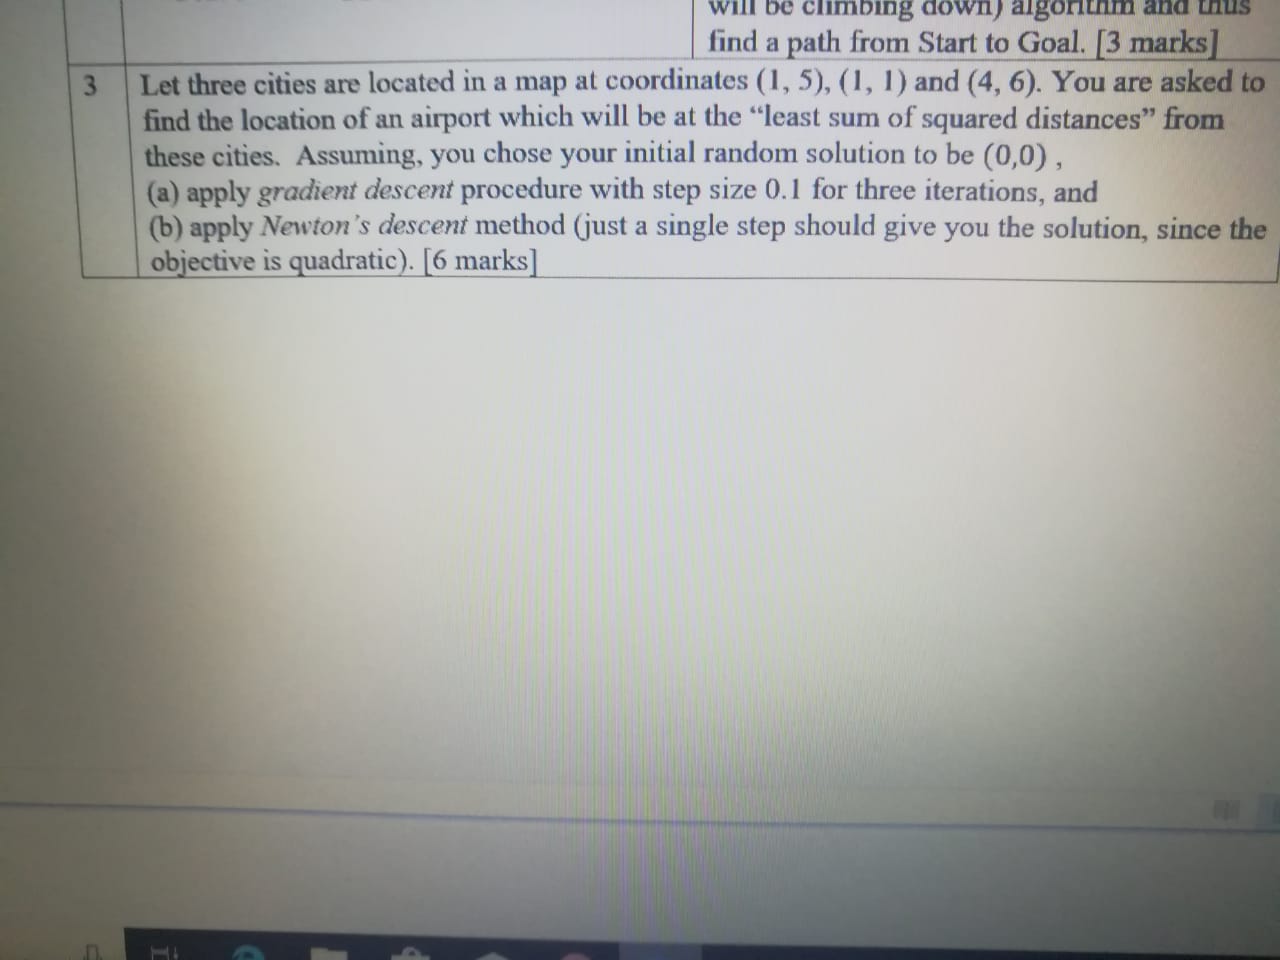 will be climbing down) algorithm and thus
find a path from Start to Goal. [3 marks]
3 Let three cities are located in a map at coordinates (1, 5), (1, 1) and (4, 6). You are asked to
find the location of an airport which will be at the “least sum of squared distances” from
these cities. Assuming, you chose your initial random solution to be (0,0) ,
(a) apply gradient descent procedure with step size 0.1 for three iterations, and
(b) apply Newton's descent method (just a single step should give you the solution, since the
objective is quadratic). [6 marks]